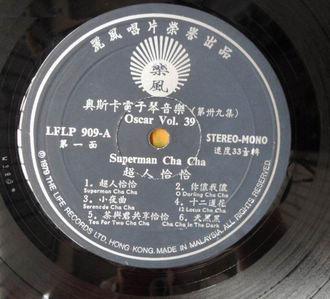 麗風唱片榮譽出品
樂風
奧斯卡電子琴音樂（第卅九集）
Oscar Vol. 39
LFLP 909-A
第一面
STEREO-MONO
速度33音轉
Superman Cha Cha
超人恰恰
1. 超人恰恰
Superman Cha Cha
2. 你儂我儂
O Darling Cha Cha
3. 小夜曲
Serenade Cha Cha
4. 十二蓮花
12 Lotus Cha Cha
5. 茶與君共享恰恰
Tea For Two Cha Cha
6. 天黑黑
Cha Cha In The Dark
© 1979 THE LIFE RECORDS LTD, HONG KONG. MADE IN MALAYSIA. ALL RIGHTS RESERVED.